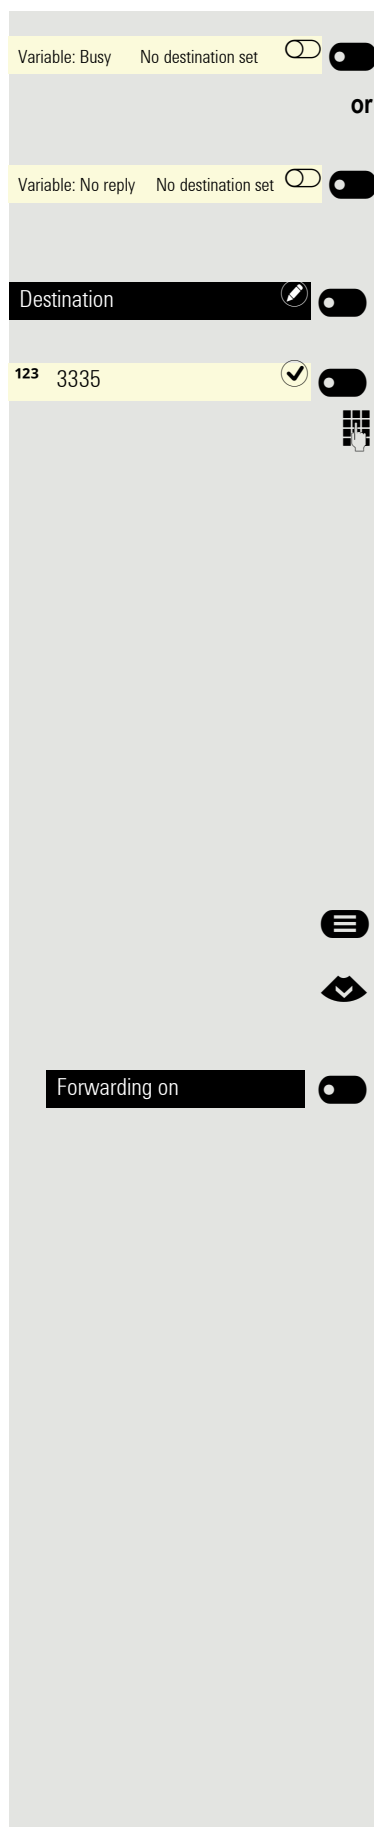 Variable: Busy No destination set
or
Variable: No reply No destination set
Destination
123 3335
Forwarding on